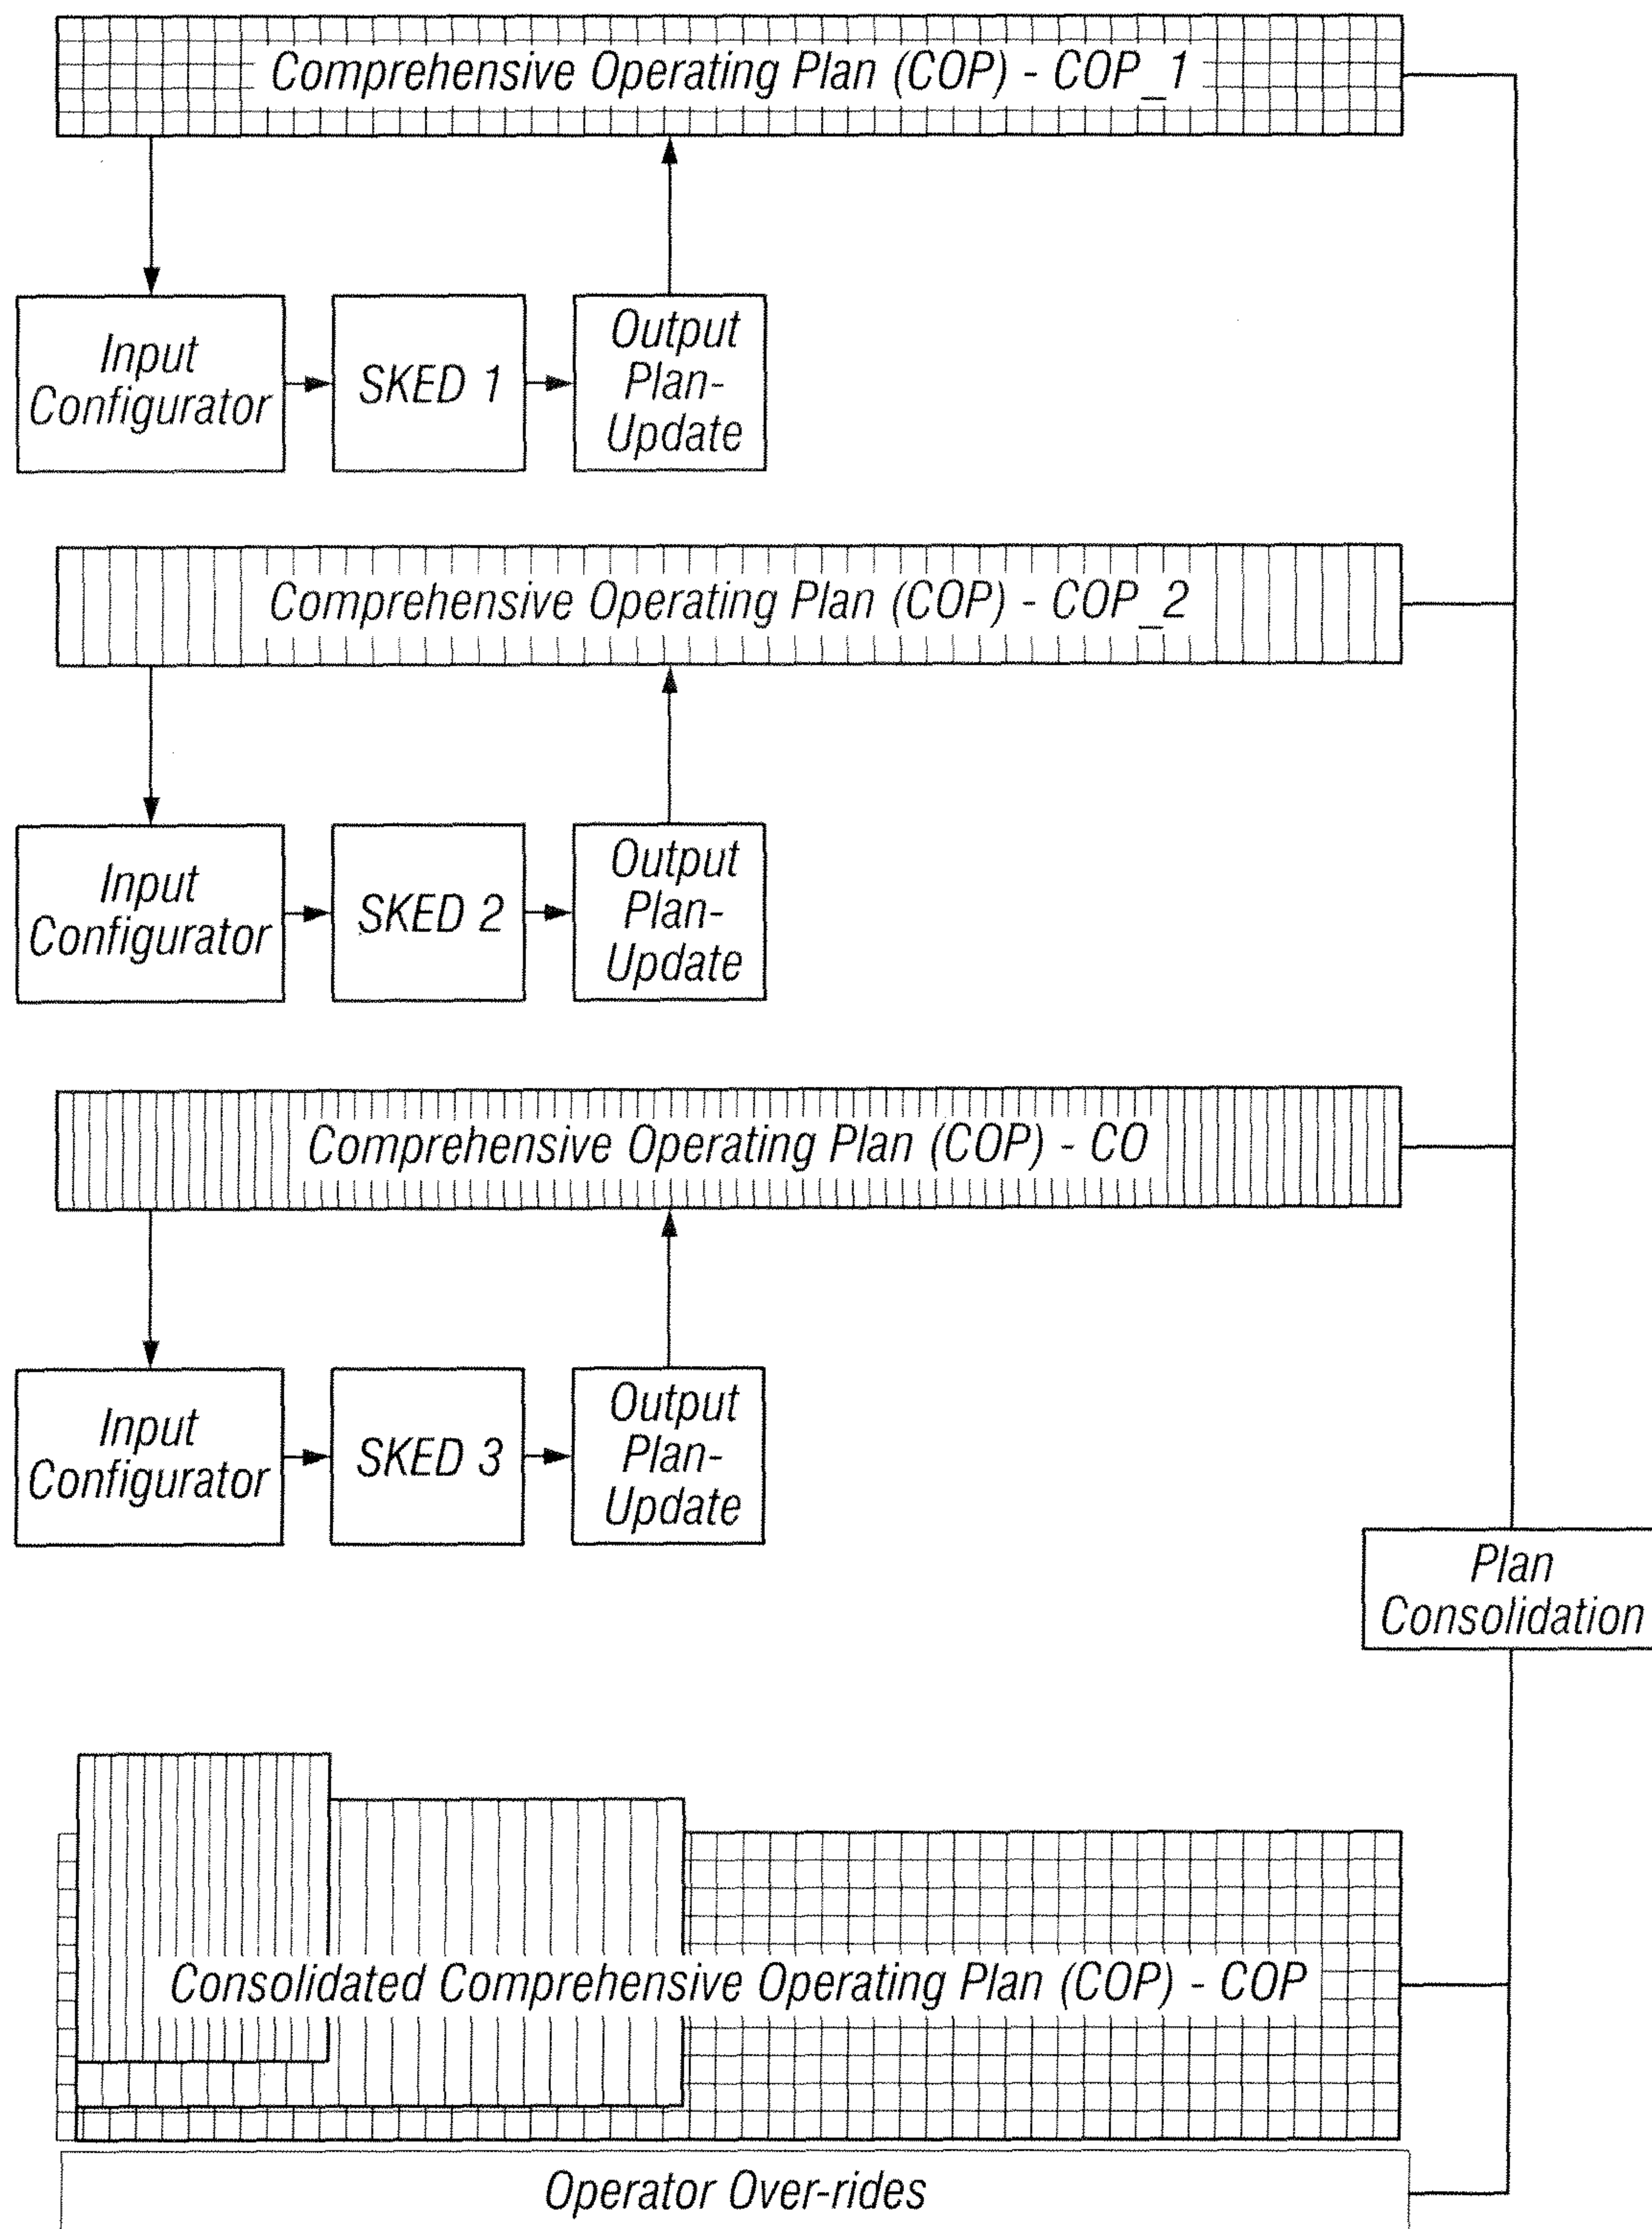 Comprehensive Operating Plan (COP) - COP_1
Input
Configurator
SKED 1
Output
Plan-
Update
Comprehensive Operating Plan (COP) - COP_2
Input
Configurator
SKED 2
Output
Plan-
Update
Comprehensive Operating Plan (COP) - CO
Input
Configurator
SKED 3
Output
Plan-
Update
Plan
Consolidation
Consolidated Comprehensive Operating Plan (COP) - COP
Operator Over-rides